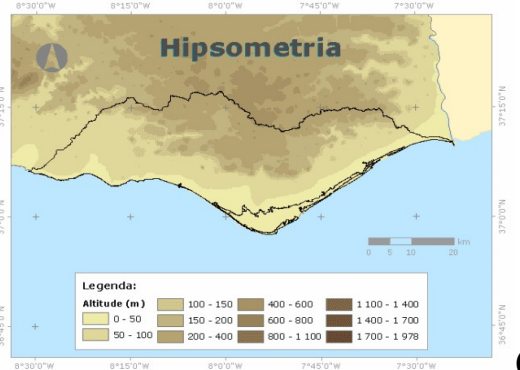 8°30'0" W 8°15'0" W 8°0'0" W 7°45'0" W 7°30'0" W
Hipsometria
37°15'0" N 37°15'0" N
37°0'0" N 37°0'0" N
km
0 5 10 20
Legenda:
Altitude (m) 100 - 150 400 - 600 1 100 - 1 400
0 - 50 150 - 200 600 - 800 1 400 - 1 700
50 - 100 200 - 400 800 - 1 100 1 700 - 1 978
36°45'0" N 36°45'0" N
8°30'0" W 8°15'0" W 8°0'0" W 7°45'0" W 7°30'0" W